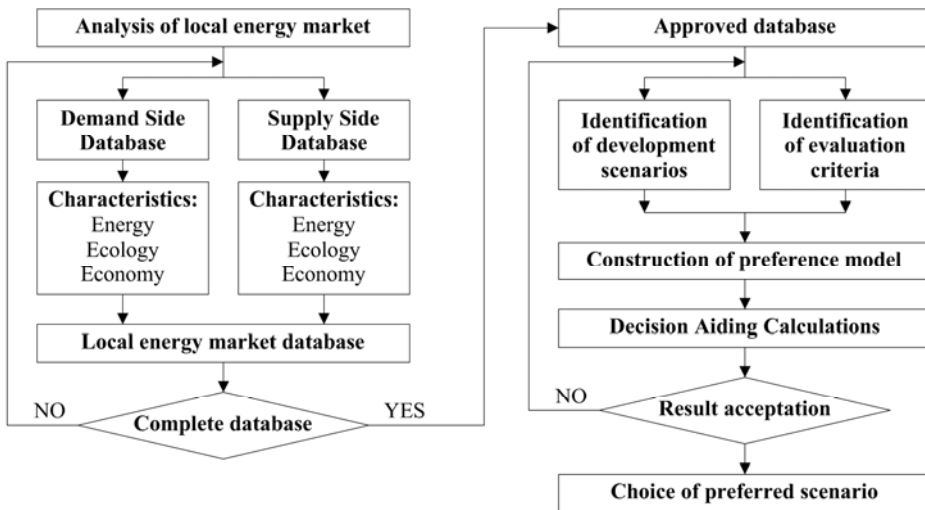 Analysis of local energy market
Demand Side
Database
Supply Side
Database
Characteristics:
Energy
Ecology
Economy
Characteristics:
Energy
Ecology
Economy
Local energy market database
NO
Complete database
YES
Approved database
Identification
of development
scenarios
Identification
of evaluation
criteria
Construction of preference model
Decision Aiding Calculations
NO
Result acceptation
Choice of preferred scenario